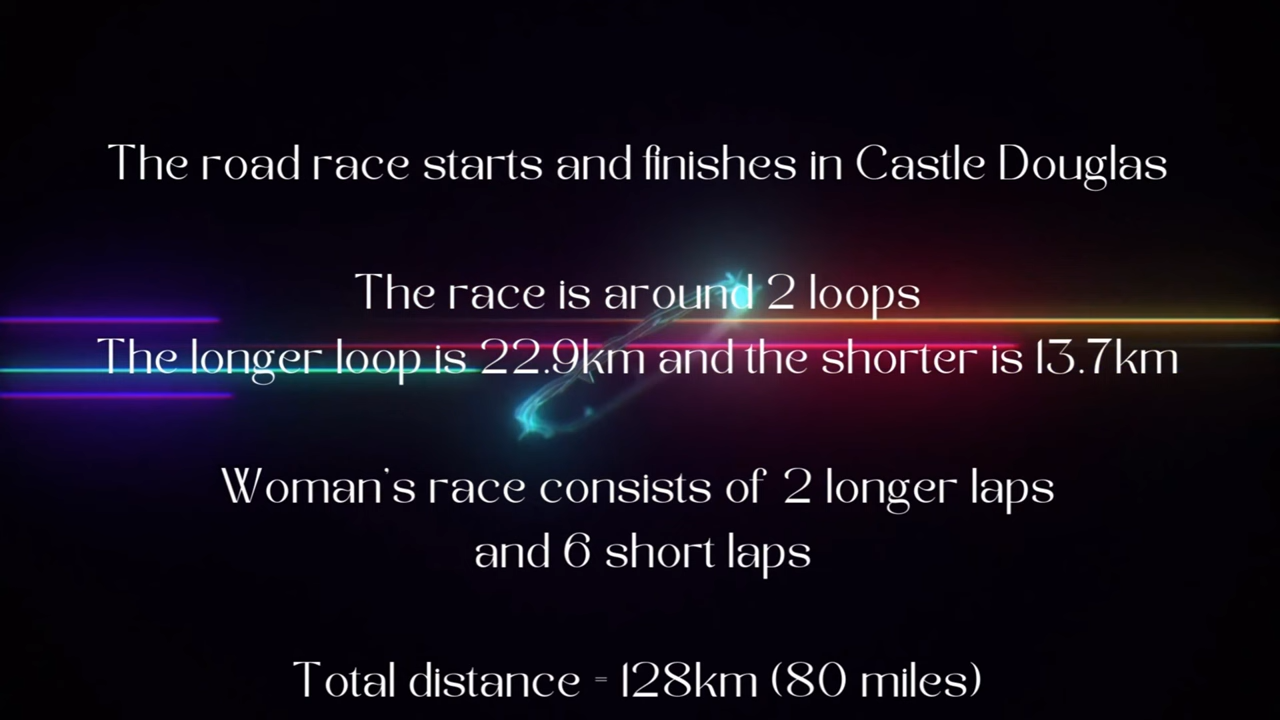 The road race starts and finishes in Castle Douglas
The race is around 2 loops
The longer loop is 22.9km and the shorter is 13.7km
Woman's race consists of 2 longer laps
and 6 short laps
Total distance = 128km (80 miles)